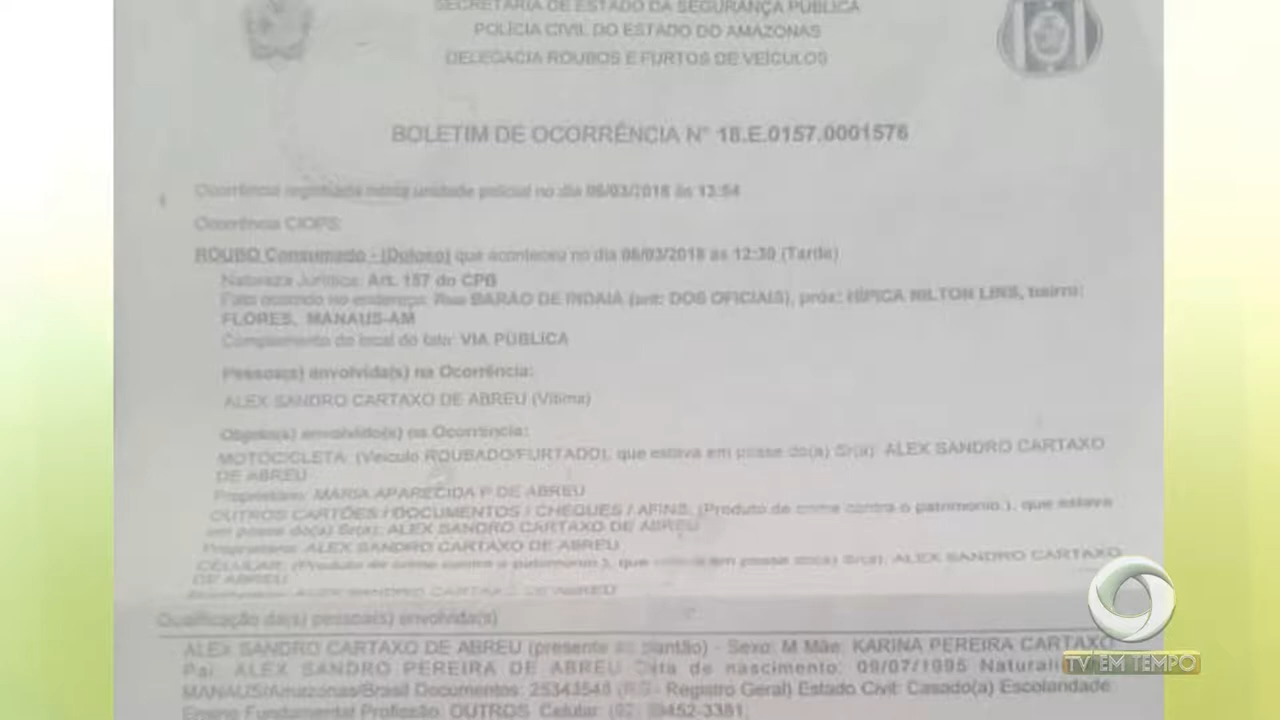 SECRETARIA DE ESTADO DA SEGURANÇA PÚBLICA
POLÍCIA CIVIL DO ESTADO DO AMAZONAS
DELEGACIA ROUBOS E FURTOS DE VEÍCULOS
BOLETIM DE OCORRÊNCIA N° 18.E.0157.0001576
Ocorrência registrada nesta unidade policial no dia 06/03/2018 às 13:54
Ocorrência CIOPS:
ROUBO Consumado - (Doloso) que aconteceu no dia 06/03/2018 as 12:30 (Tarde)
Natureza Jurídica: Art. 157 do CPB
Fato ocorrido no endereço: Rua BARÃO DE INDAIÁ (ant: DOS OFICIAIS), próx: HÍPICA NILTON LINS, bairro:
FLORES, MANAUS-AM
Complemento do local do fato: VIA PÚBLICA
Pessoa(s) envolvida(s) na Ocorrência:
ALEX SANDRO CARTAXO DE ABREU (Vítima)
Objeto(s) envolvido(s) na Ocorrência:
MOTOCICLETA: (Veículo ROUBADO/FURTADO), que estava em posse do(a) Sr(a): ALEX SANDRO CARTAXO
DE ABREU
Proprietário: MARIA APARECIDA P DE ABREU
OUTROS CARTÕES / DOCUMENTOS / CHEQUES / AFINS: (Produto de crime contra o patrimonio.), que estava
em posse do(a) Sr(a): ALEX SANDRO CARTAXO DE ABREU
Proprietário: ALEX SANDRO CARTAXO DE ABREU
CELULAR: (Produto de crime contra o patrimonio.), que estava em posse do(a) Sr(a): ALEX SANDRO CARTAXO
DE ABREU
Proprietário: ALEX SANDRO CARTAXO DE ABREU
Qualificação da(s) pessoa(s) envolvida(s)
ALEX SANDRO CARTAXO DE ABREU (presente ao plantão) - Sexo: M Mãe: KARINA PEREIRA CARTAXO
Pai: ALEX SANDRO PEREIRA DE ABREU Data de nascimento: 09/07/1995
MANAUS/Amazonas/Brasil Documentos: 25343548 (RG - Registro Geral) Estado Civil: Casado(a) Escolaridade
Ensino Fundamental Profissão: OUTROS Celular: (92) 452-3381;
TV EM TEMPO